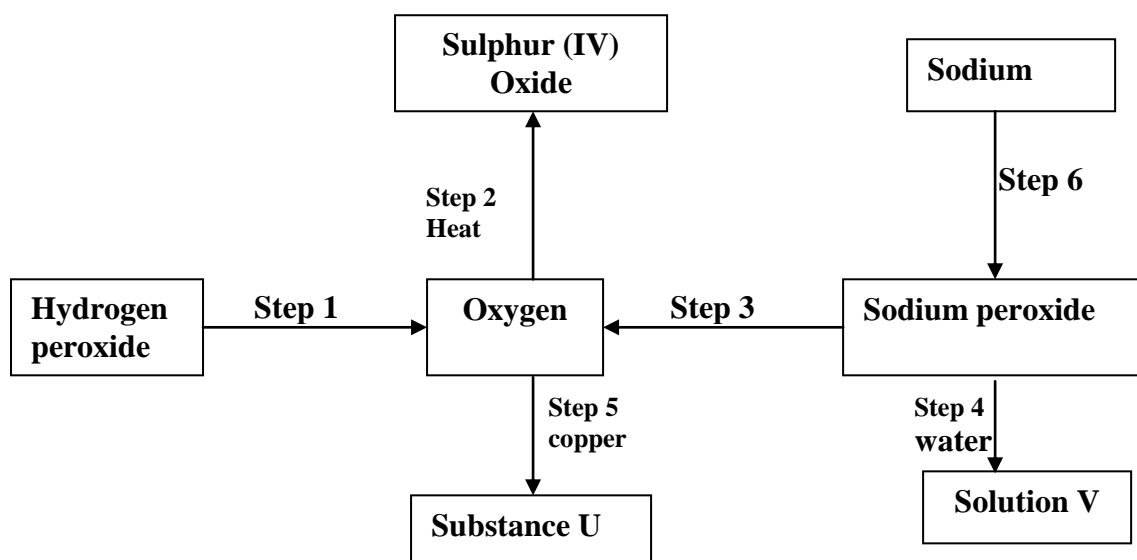 Sulphur (IV)
Oxide
Sodium
Step 2
Heat
Step 6
Hydrogen
peroxide
Step 1
Oxygen
Step 3
Sodium peroxide
Step 5
copper
Step 4
water
Substance U
Solution V